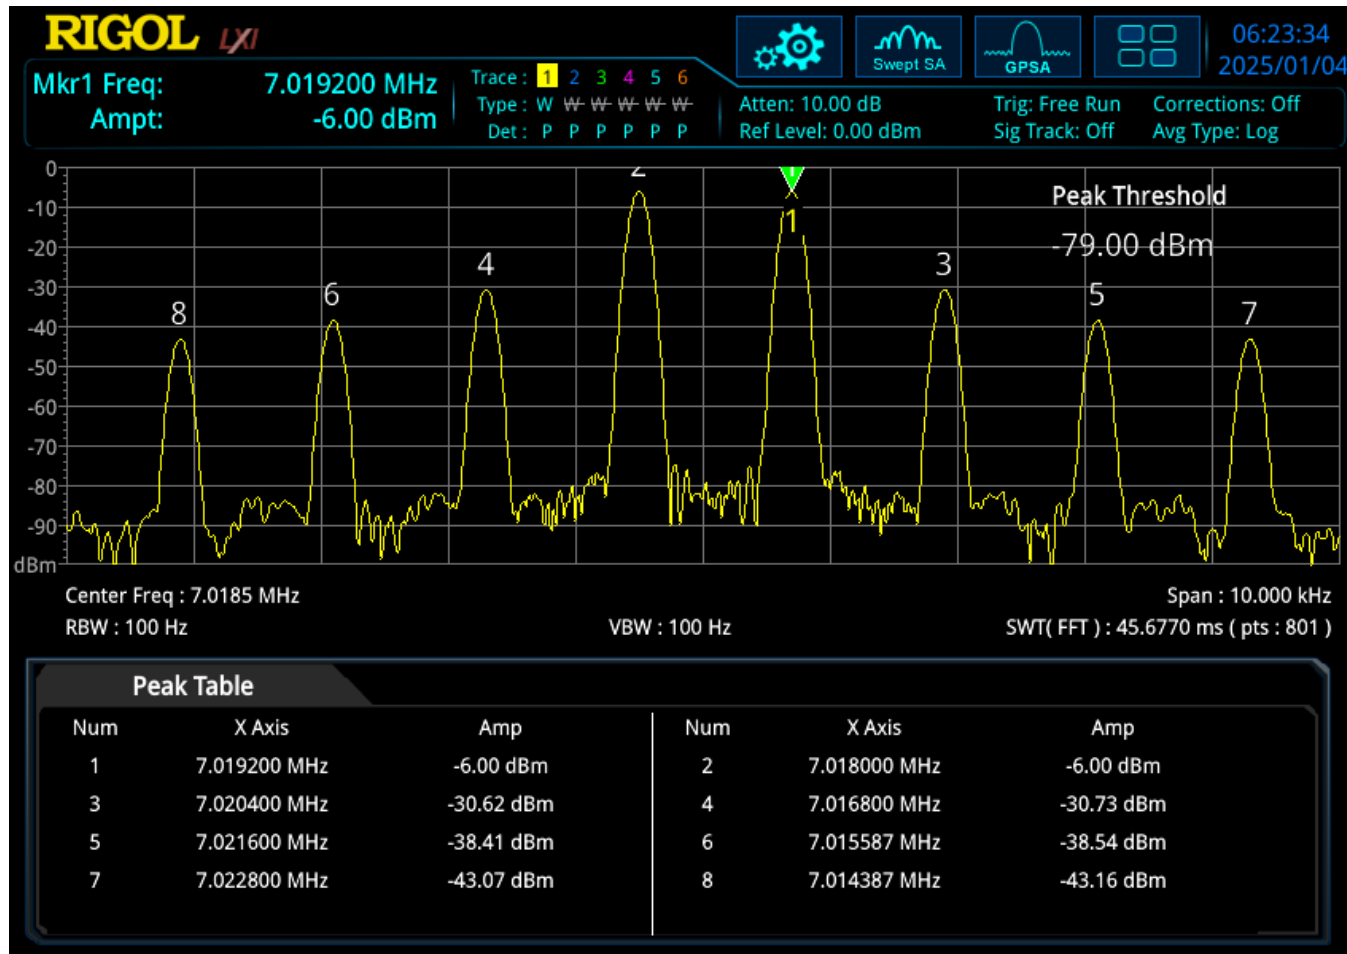 RIGOL LXI
06:23:34
2025/01/04
Swept SA
GPSA
Mkr1 Freq: 7.019200 MHz
Ampt: -6.00 dBm
Trace : 1 2 3 4 5 6
Type : W W W W W W
Det : P P P P P P
Atten: 10.00 dB
Ref Level: 0.00 dBm
Trig: Free Run
Sig Track: Off
Corrections: Off
Avg Type: Log
0
-10
-20
-30
-40
-50
-60
-70
-80
-90
dBm
8
6
4
2
1
1
3
5
7
Peak Threshold
-79.00 dBm
Center Freq : 7.0185 MHz
Span : 10.000 kHz
RBW : 100 Hz
VBW : 100 Hz
SWT( FFT ) : 45.6770 ms ( pts : 801 )
Peak Table
Num X Axis Amp Num X Axis Amp
1 7.019200 MHz -6.00 dBm 2 7.018000 MHz -6.00 dBm
3 7.020400 MHz -30.62 dBm 4 7.016800 MHz -30.73 dBm
5 7.021600 MHz -38.41 dBm 6 7.015587 MHz -38.54 dBm
7 7.022800 MHz -43.07 dBm 8 7.014387 MHz -43.16 dBm